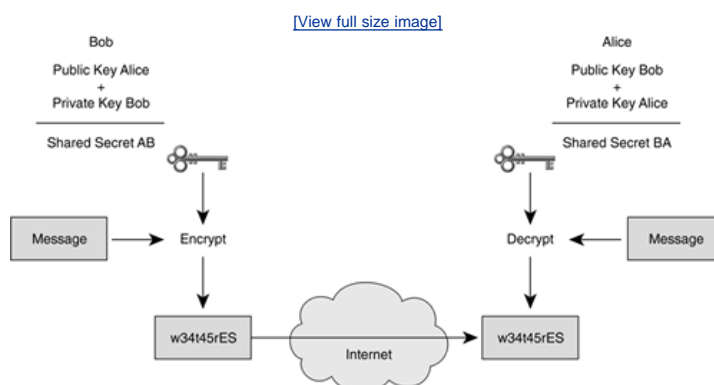 [View full size image]
Bob
Public Key Alice
+
Private Key Bob
Shared Secret AB
Alice
Public Key Bob
+
Private Key Alice
Shared Secret BA
Message
Encrypt
Decrypt
Message
w34t45rES
Internet
w34t45rES